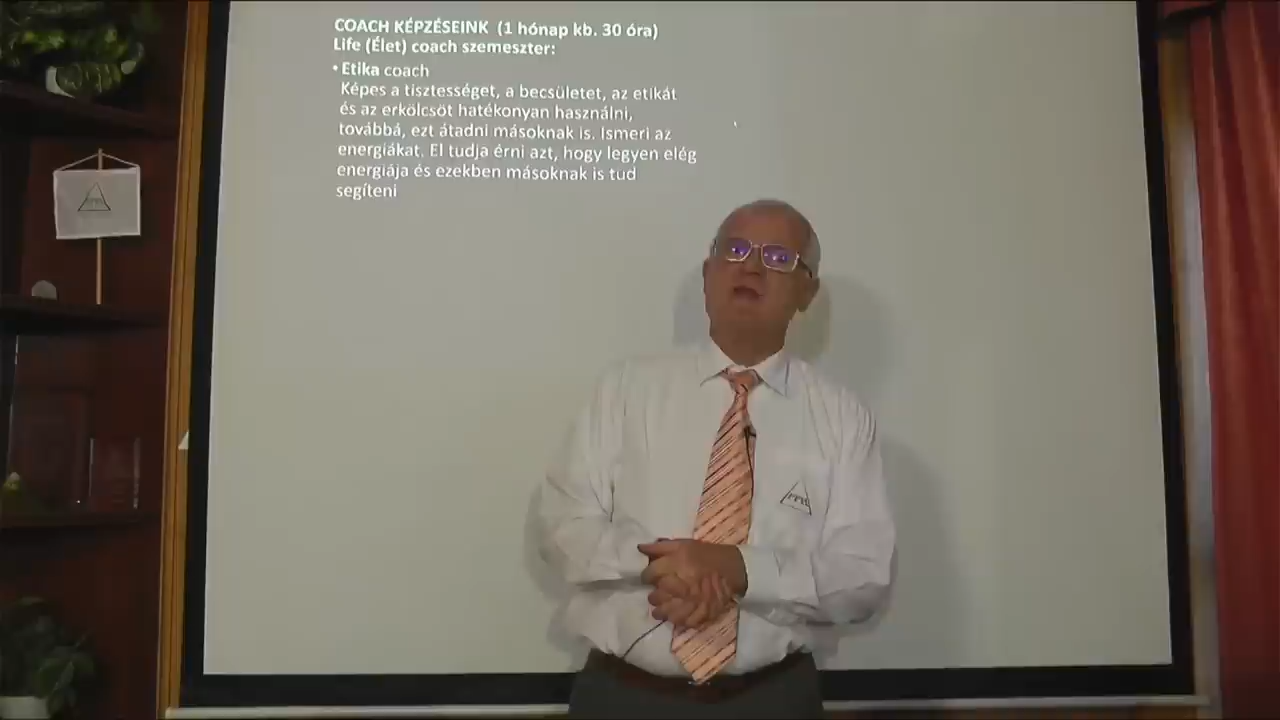 COACH KÉPZÉSEINK (1 hónap kb. 30 óra)
Life (Élet) coach szemeszter:
• Etika coach
Képes a tisztességet, a becsületet, az etikát
és az erkölcsöt hatékonyan használni,
továbbá, ezt átadni másoknak is. Ismeri az
energiákat. El tudja érni azt, hogy legyen elég
energiája és ezekben másoknak is tud
segíteni